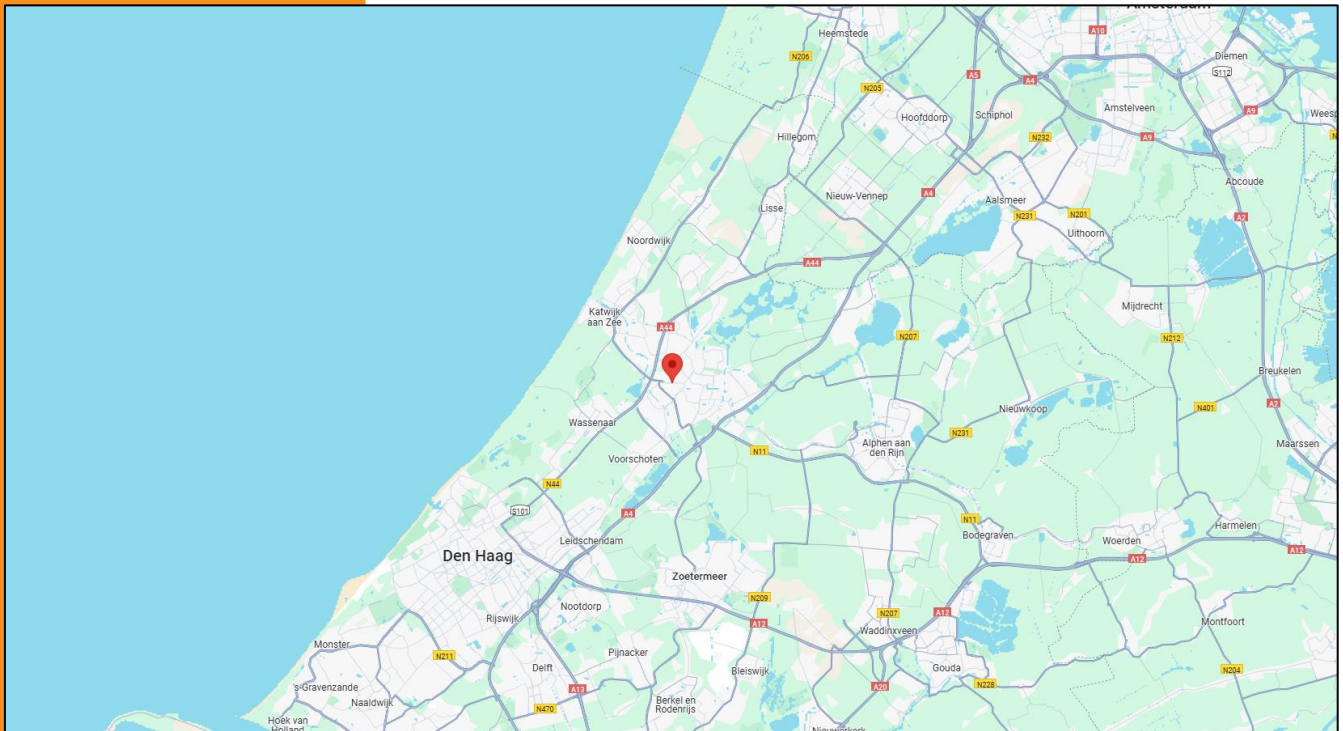 Amsterdam
Heemstede
A10
N206
Diemen
S112
A5
A4
N205
Amstelveen
Hoofddorp
Schiphol
A9
Weesp
Hillegom
N232
A9
Abcoude
A4
Nieuw-Vennep
Aalsmeer
Lisse
N231
N201
A2
Uithoorn
Noordwijk
A44
Mijdrecht
Katwijk
aan Zee
A44
N207
N212
Breukelen
A2
Nieuwkoop
N401
Wassenaar
N231
Maarssen
Alphen aan
den Rijn
N11
Voorschoten
N44
S101
A4
N11
Harmelen
Bodegraven
Woerden
A12
Leidschendam
Den Haag
A12
Zoetermeer
N209
Nootdorp
N207
A12
Rijswijk
A12
Montfoort
Waddinxveen
Monster
N211
Pijnacker
Delft
Bleiswijk
Gouda
N204
's-Gravenzande
A13
A20
N228
Naaldwijk
N470
Berkel en
Rodenrijs
Hoek van
Holland
Nieuwerkerk